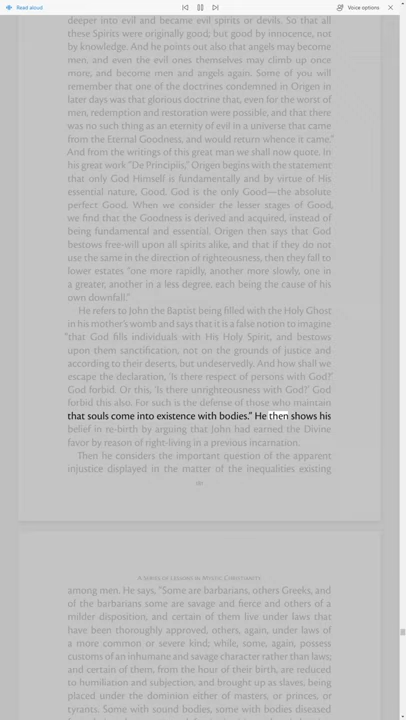 Read aloud
Voice options
deeper into evil and became evil spirits or devils. So that all
these Spirits were originally good; but good by innocence, not
by knowledge. And he points out also that angels may become
men, and even the evil ones themselves may climb up once
more, and become men and angels again. Some of you will
remember that one of the doctrines condemned in Origen in
later days was that glorious doctrine that, even for the worst of
men, redemption and restoration were possible, and that there
was no such thing as an eternity of evil in a universe that came
from the Eternal Goodness, and would return whence it came."
And from the writings of this great man we shall now quote. In
his great work "De Principiis," Origen begins with the statement
that only God Himself is fundamentally and by virtue of His
essential nature, Good. God is the only Good—the absolute
perfect Good. When we consider the lesser stages of Good,
we find that the Goodness is derived and acquired, instead of
being fundamental and essential. Origen then says that God
bestows free-will upon all spirits alike, and that if they do not
use the same in the direction of righteousness, then they fall to
lower estates "one more rapidly, another more slowly, one in
a greater, another in a less degree, each being the cause of his
own downfall."
He refers to John the Baptist being filled with the Holy Ghost
in his mother's womb and says that it is a false notion to imagine
"that God fills individuals with His Holy Spirit, and bestows
upon them sanctification, not on the grounds of justice and
according to their deserts, but undeservedly. And how shall we
escape the declaration, 'Is there respect of persons with God?'
God forbid. Or this, 'Is there untighteousness with God?' God
forbid this also. For such is the defense of those who maintain
that souls come into existence with bodies." He then shows his
belief in re-birth by arguing that John had earned the Divine
favor by reason of right-living in a previous incarnation.
Then he considers the important question of the apparent
injustice displayed in the matter of the inequalities existing
A Series of Lessons in Mystic Christianity
among men. He says, "Some are barbarians, others Greeks, and
of the barbarians some are savage and fierce and others of a
milder disposition, and certain of them live under laws that
have been thoroughly approved, others, again, under laws of
a more common or severe kind; while, some, again, possess
customs of an inhumane and savage character rather than laws;
and certain of them, from the hour of their birth, are reduced
to humiliation and subjection, and brought up as slaves, being
placed under the dominion either of masters, or princes, or
tyrants. Some with sound bodies, some with bodies diseased